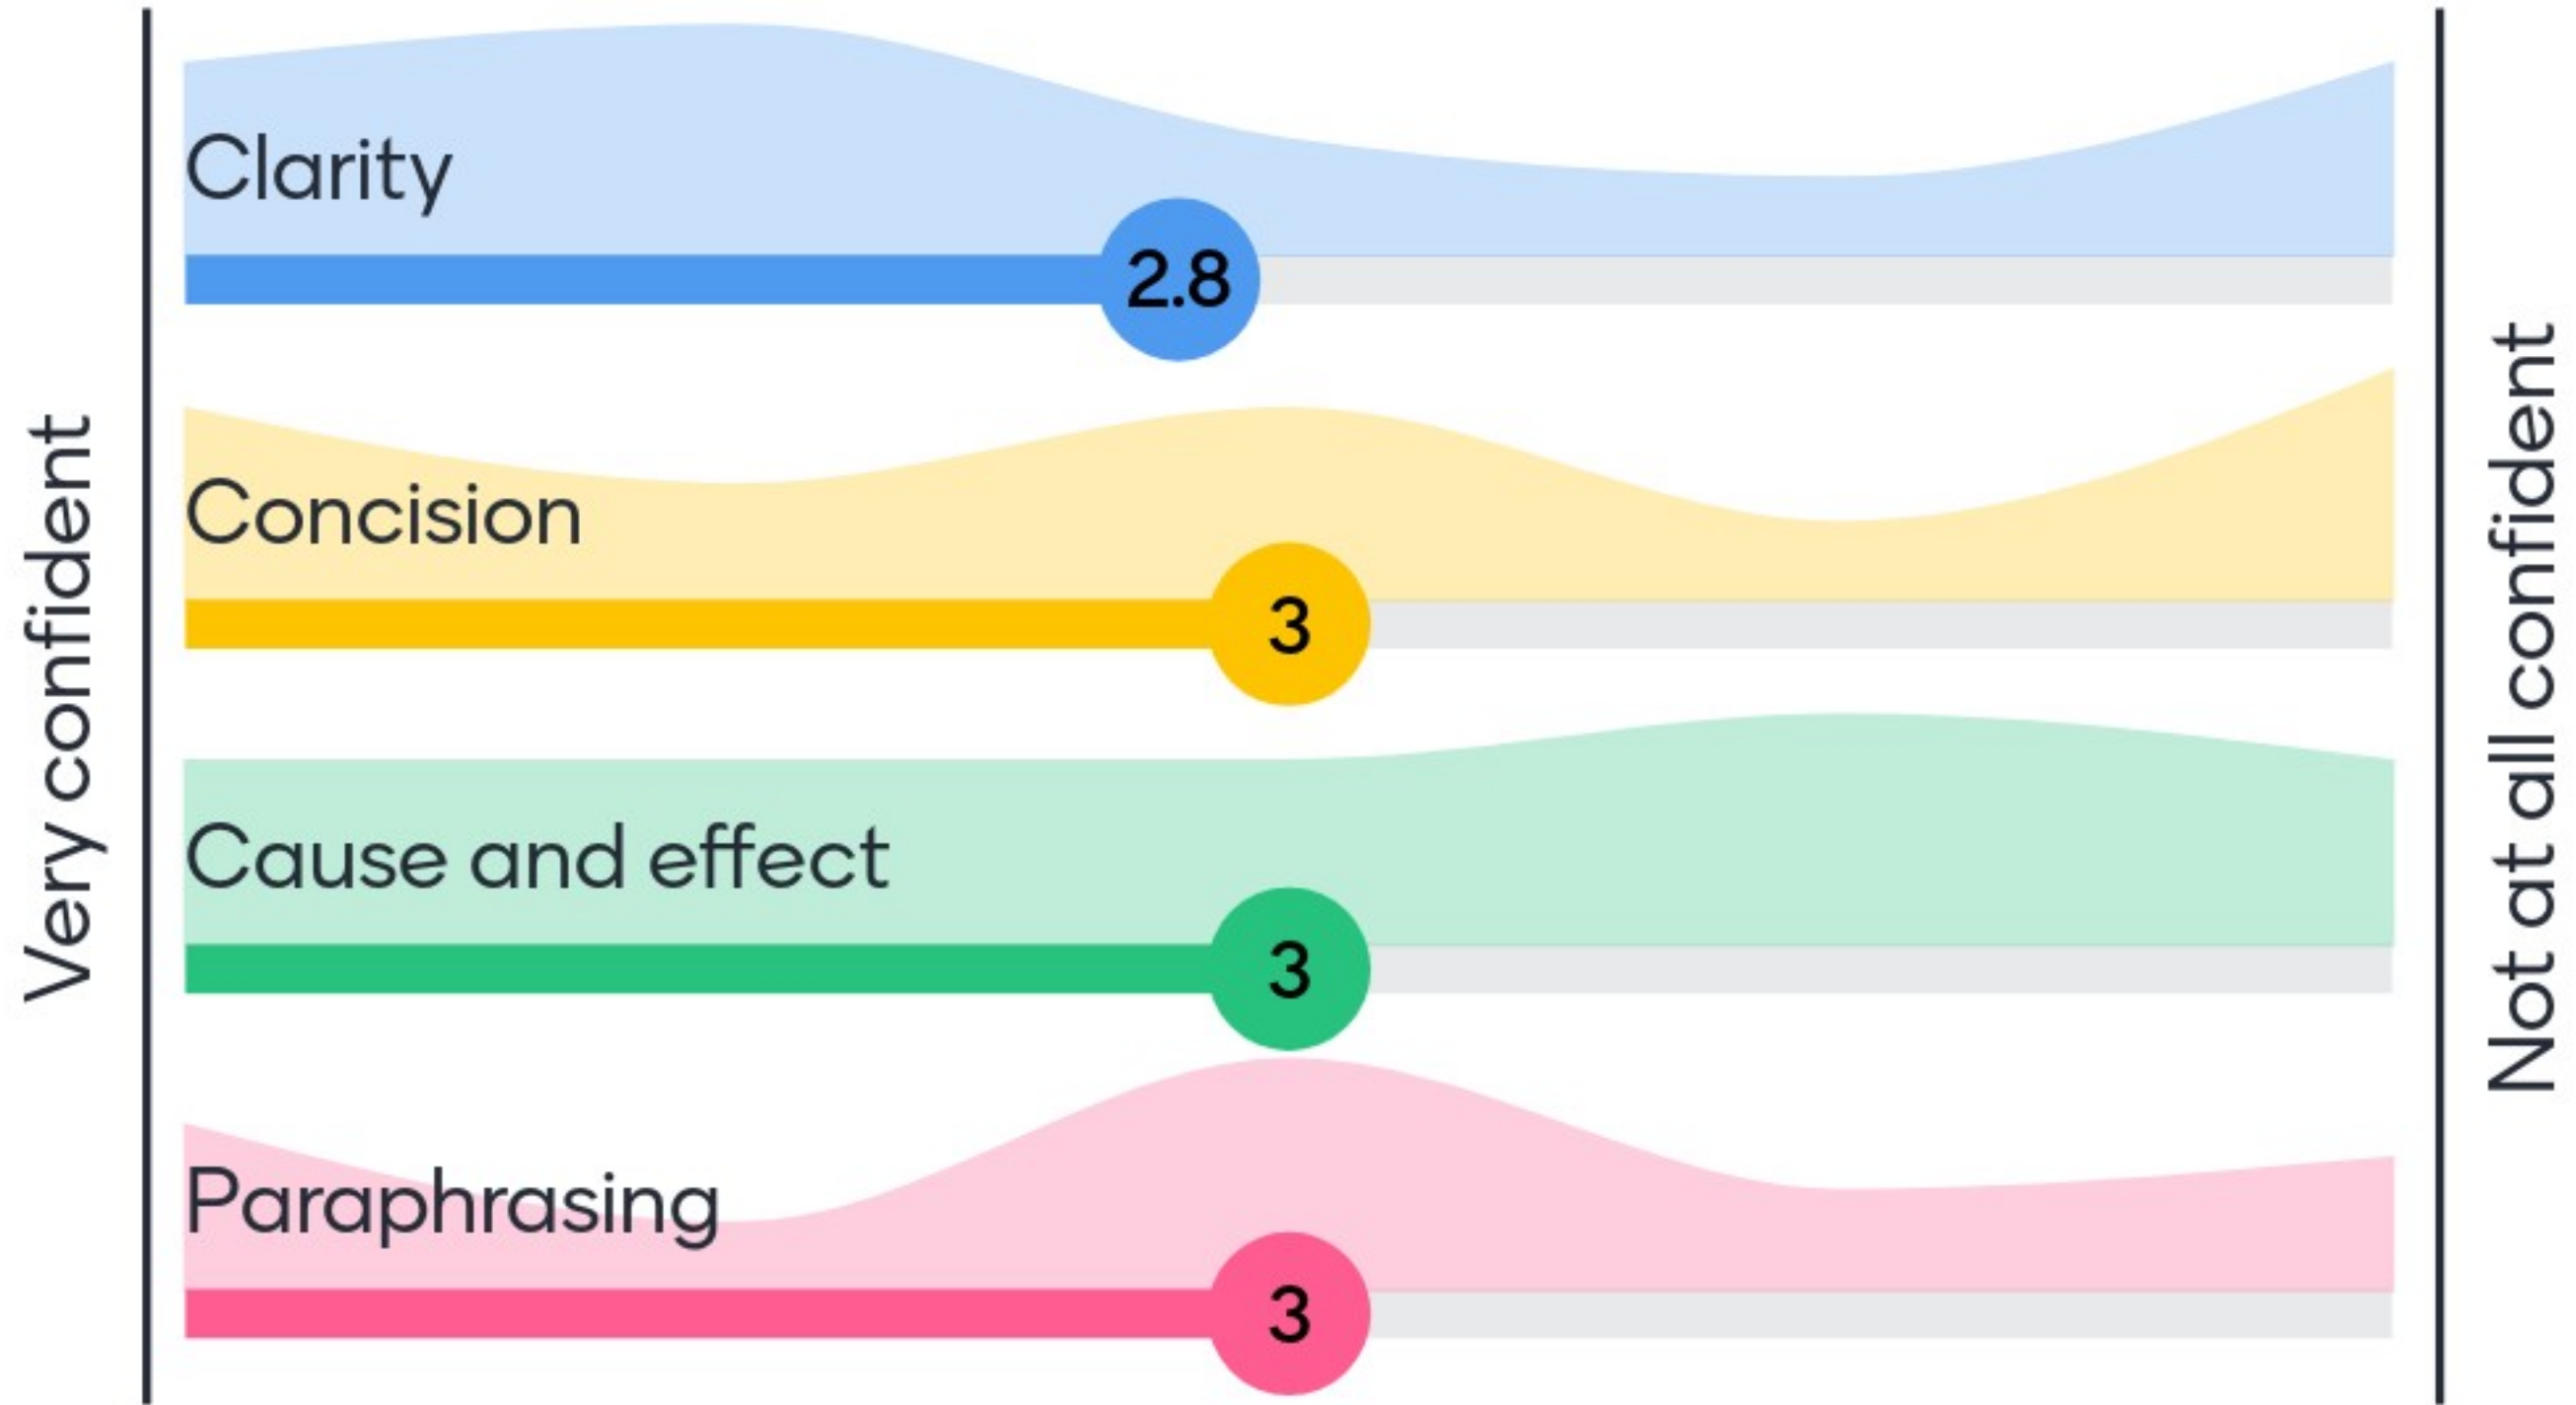 Very confident
Clarity
2.8
Concision
3
Cause and effect
3
Paraphrasing
3
Not at all confident